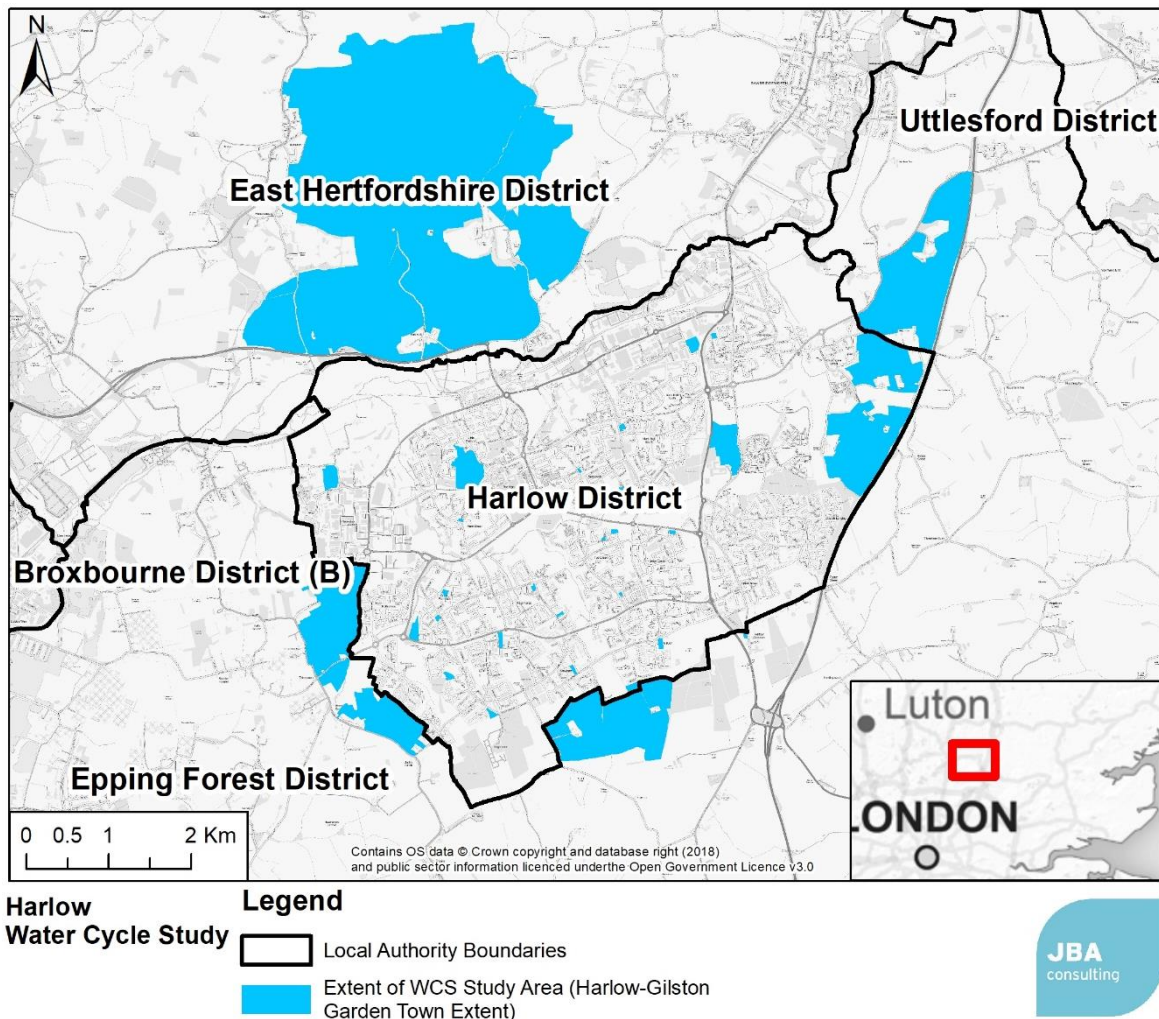 N
Uttlesford District
East Hertfordshire District
Harlow District
Broxbourne District (B)
Epping Forest District
0 0.5 1 2 Km
Contains OS data © Crown copyright and database right (2018)
and public sector information licenced underthe Open Government Licence v3.0
Luton
LONDON
Harlow
Water Cycle Study
Legend
Local Authority Boundaries
Extent of WCS Study Area (Harlow-Gilston
Garden Town Extent)
JBA
consulting